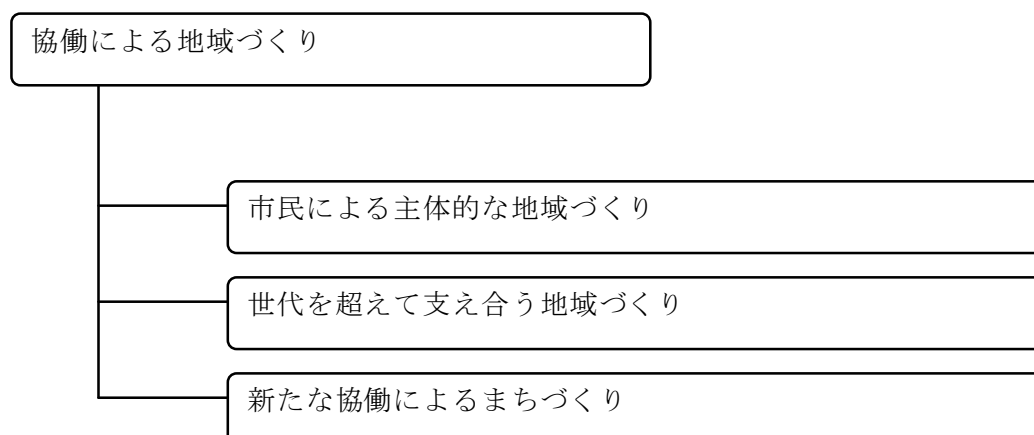 協働による地域づくり
市民による主体的な地域づくり
世代を超えて支え合う地域づくり
新たな協働によるまちづくり